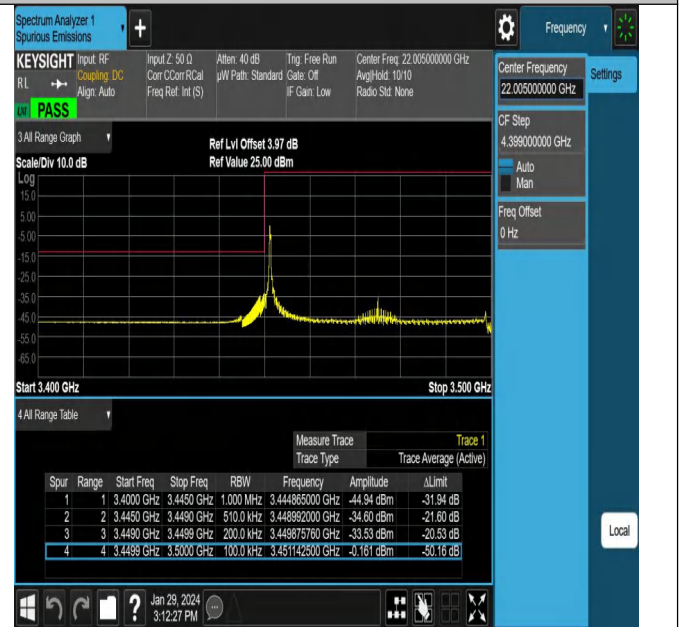 Spectrum Analyzer 1
Spurious Emissions
+
Frequency
KEYSIGHT
RL
PASS
Input: RF
Coupling: DC
Align: Auto
Input Z: 50 Ω
Corr CCorr RCal
Freq Ref: Int (S)
Atten: 40 dB
µW Path: Standard
Trig: Free Run
Gate: Off
IF Gain: Low
Center Freq: 22.005000000 GHz
Avg|Hold: 10/10
Radio Std: None
Center Frequency
22.005000000 GHz
Settings
CF Step
4.399000000 GHz
Auto
Man
Freq Offset
0 Hz
3 All Range Graph
Scale/Div 10.0 dB
Ref Lvl Offset 3.97 dB
Ref Value 25.00 dBm
Log
15.0
5.00
-5.00
-15.0
-25.0
-35.0
-45.0
-55.0
-65.0
Start 3.400 GHz
Stop 3.500 GHz
4 All Range Table
Measure Trace Trace 1
Trace Type Trace Average (Active)
Spur Range Start Freq Stop Freq RBW Frequency Amplitude ΔLimit
1 1 3.4000 GHz 3.4450 GHz 1.000 MHz 3.444865000 GHz -44.94 dBm -31.94 dB
2 2 3.4450 GHz 3.4490 GHz 510.0 kHz 3.448992000 GHz -34.60 dBm -21.60 dB
3 3 3.4490 GHz 3.4499 GHz 200.0 kHz 3.449875760 GHz -33.53 dBm -20.53 dB
4 4 3.4499 GHz 3.5000 GHz 100.0 kHz 3.451142500 GHz -0.161 dBm -50.16 dB
Local
?
Jan 29, 2024
3:12:27 PM